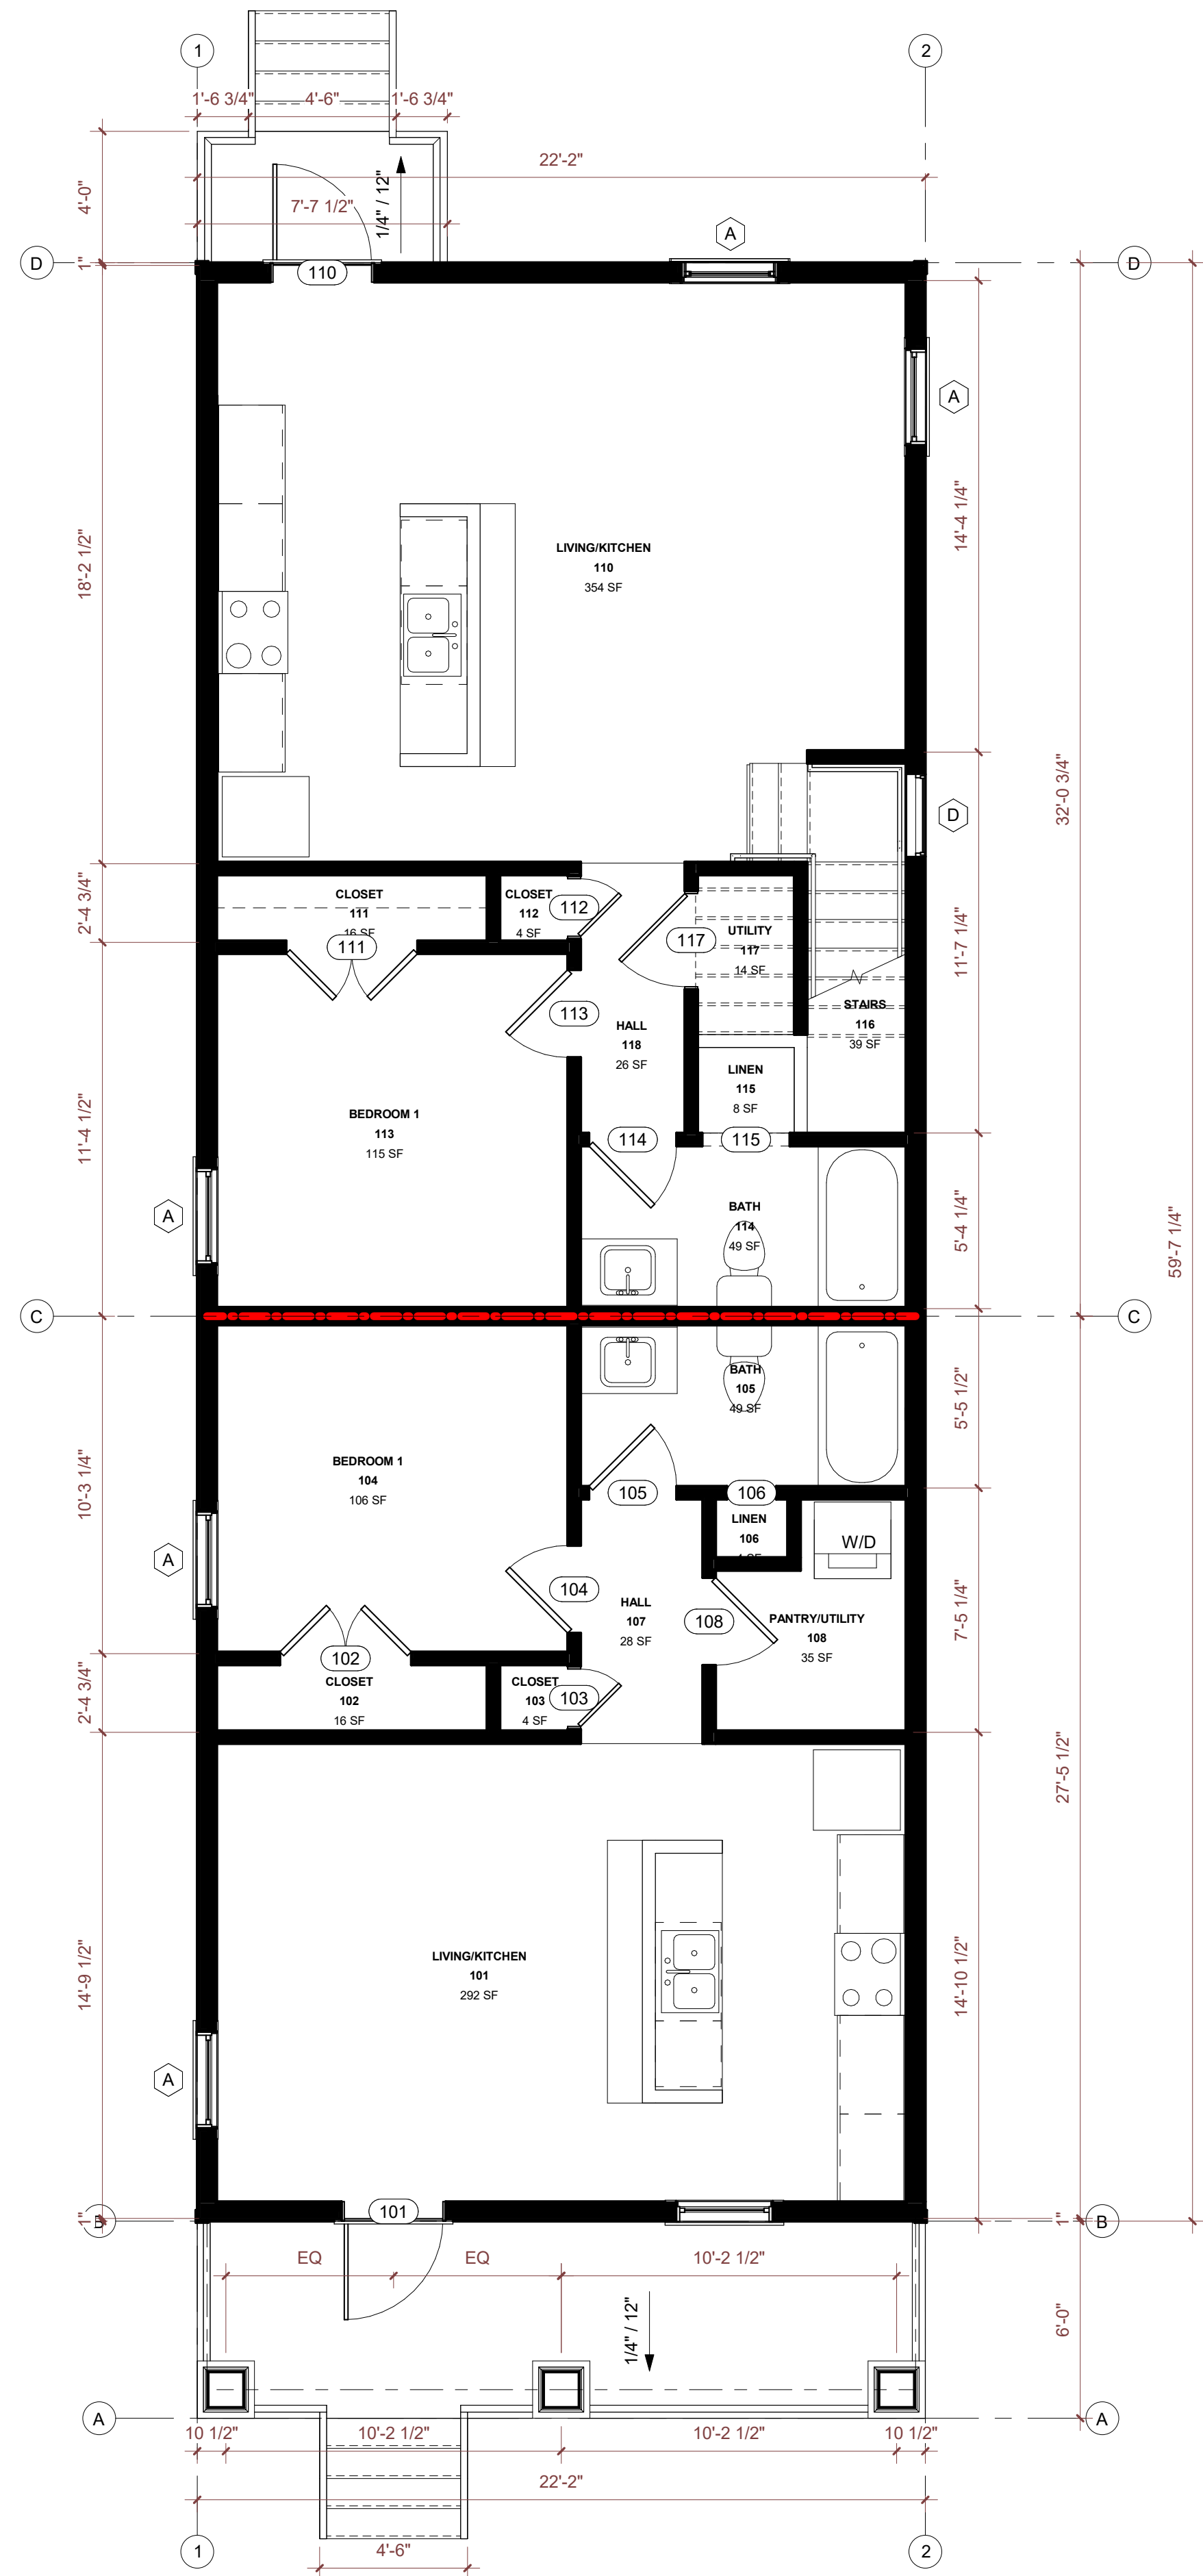 1
2
1'-6 3/4"
4'-6"
1'-6 3/4"
22'-2"
4'-0"
7'-7 1/2"
1/4" / 12"
A
D
1"
110
D
A
18'-2 1/2"
14'-4 1/4"
LIVING/KITCHEN
110
354 SF
32'-0 3/4"
D
2'-4 3/4"
CLOSET
111
16 SF
111
CLOSET
112
4 SF
112
117
UTILITY
117
14 SF
11'-7 1/4"
113
STAIRS
116
39 SF
HALL
118
26 SF
LINEN
115
8 SF
11'-4 1/2"
BEDROOM 1
113
115 SF
114
115
A
BATH
114
49 SF
5'-4 1/4"
59'-7 1/4"
C
C
BATH
105
49 SF
5'-5 1/2"
10'-3 1/4"
BEDROOM 1
104
106 SF
105
106
LINEN
106
W/D
A
104
HALL
107
28 SF
108
PANTRY/UTILITY
108
35 SF
7'-5 1/4"
102
2'-4 3/4"
CLOSET
102
16 SF
CLOSET
103
4 SF
103
27'-5 1/2"
14'-9 1/2"
LIVING/KITCHEN
101
292 SF
14'-10 1/2"
A
1"
B
101
1"
B
EQ
EQ
10'-2 1/2"
1/4" / 12"
6'-0"
A
A
10 1/2"
10'-2 1/2"
10'-2 1/2"
10 1/2"
22'-2"
1
4'-6"
2